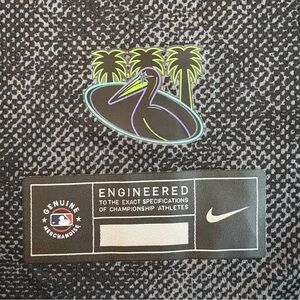 GENUINE
MERCHANDISE
ENGINEERED
TO THE EXACT SPECIFICATIONS
OF CHAMPIONSHIP ATHLETES